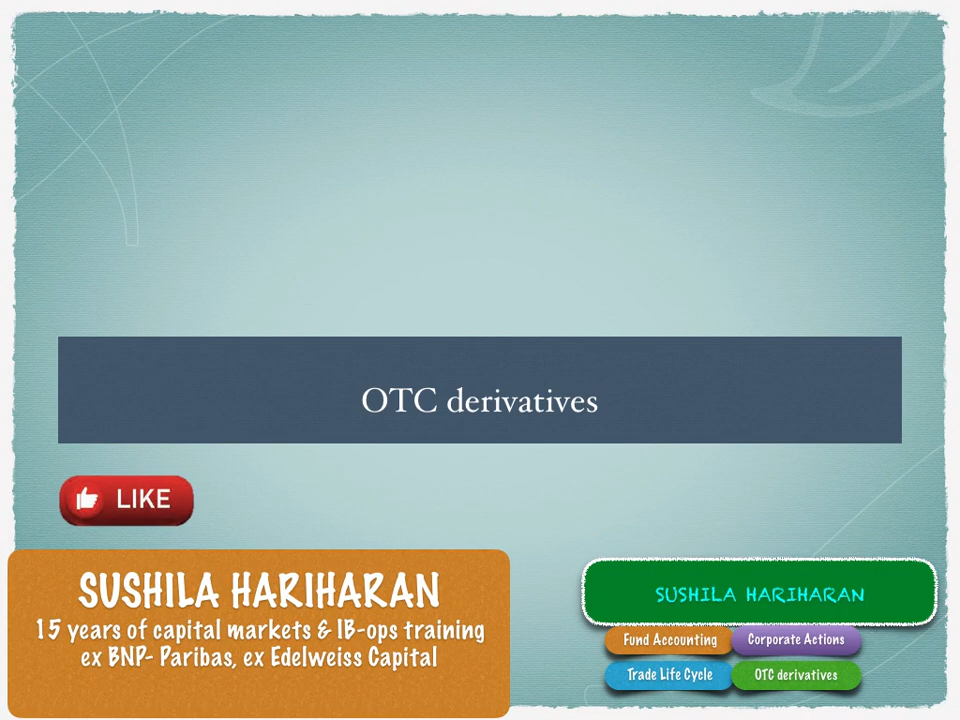 OTC derivatives
LIKE
SUSHILA HARIHARAN
15 years of capital markets & IB-ops training
ex BNP- Paribas, ex Edelweiss Capital
SUSHILA HARIHARAN
Fund Accounting
Corporate Actions
Trade Life Cycle
OTC derivatives